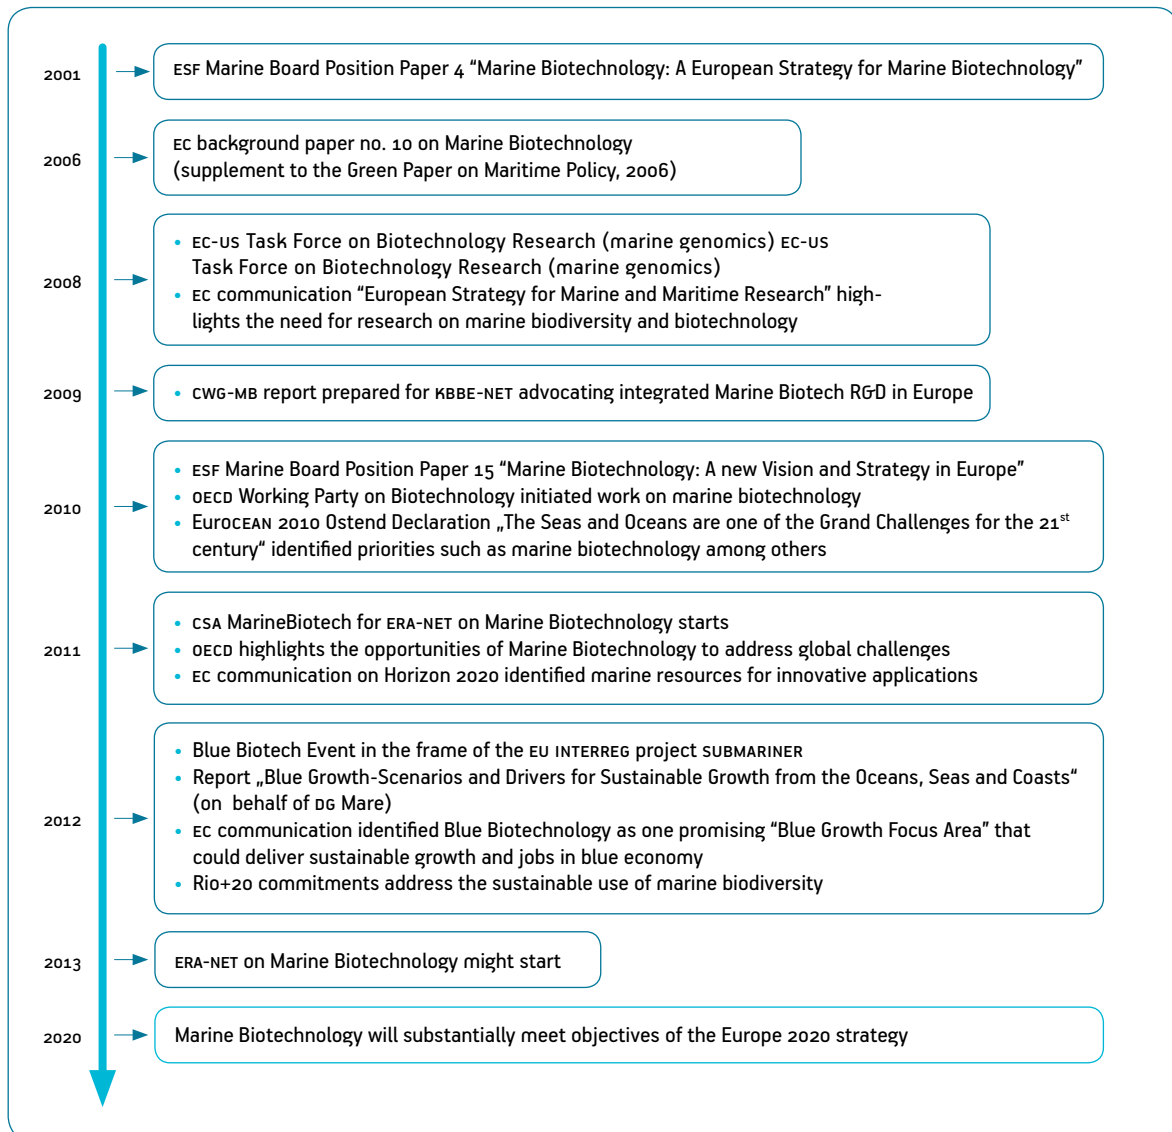 2001
ESF Marine Board Position Paper 4 “Marine Biotechnology: A European Strategy for Marine Biotechnology”
2006
EC background paper no. 10 on Marine Biotechnology
(supplement to the Green Paper on Maritime Policy, 2006)
2008
• EC-US Task Force on Biotechnology Research (marine genomics) EC-US
Task Force on Biotechnology Research (marine genomics)
• EC communication “European Strategy for Marine and Maritime Research” high-
lights the need for research on marine biodiversity and biotechnology
2009
• CWG-MB report prepared for KBBE-NET advocating integrated Marine Biotech R&D in Europe
2010
• ESF Marine Board Position Paper 15 “Marine Biotechnology: A new Vision and Strategy in Europe”
• OECD Working Party on Biotechnology initiated work on marine biotechnology
• EurOCEAN 2010 Ostend Declaration „The Seas and Oceans are one of the Grand Challenges for the 21st
century“ identified priorities such as marine biotechnology among others
2011
• CSA MarineBiotech for ERA-NET on Marine Biotechnology starts
• OECD highlights the opportunities of Marine Biotechnology to address global challenges
• EC communication on Horizon 2020 identified marine resources for innovative applications
2012
• Blue Biotech Event in the frame of the EU INTERREG project SUBMARINER
• Report „Blue Growth-Scenarios and Drivers for Sustainable Growth from the Oceans, Seas and Coasts“
(on behalf of DG Mare)
• EC communication identified Blue Biotechnology as one promising “Blue Growth Focus Area” that
could deliver sustainable growth and jobs in blue economy
• Rio+20 commitments address the sustainable use of marine biodiversity
2013
ERA-NET on Marine Biotechnology might start
2020
Marine Biotechnology will substantially meet objectives of the Europe 2020 strategy